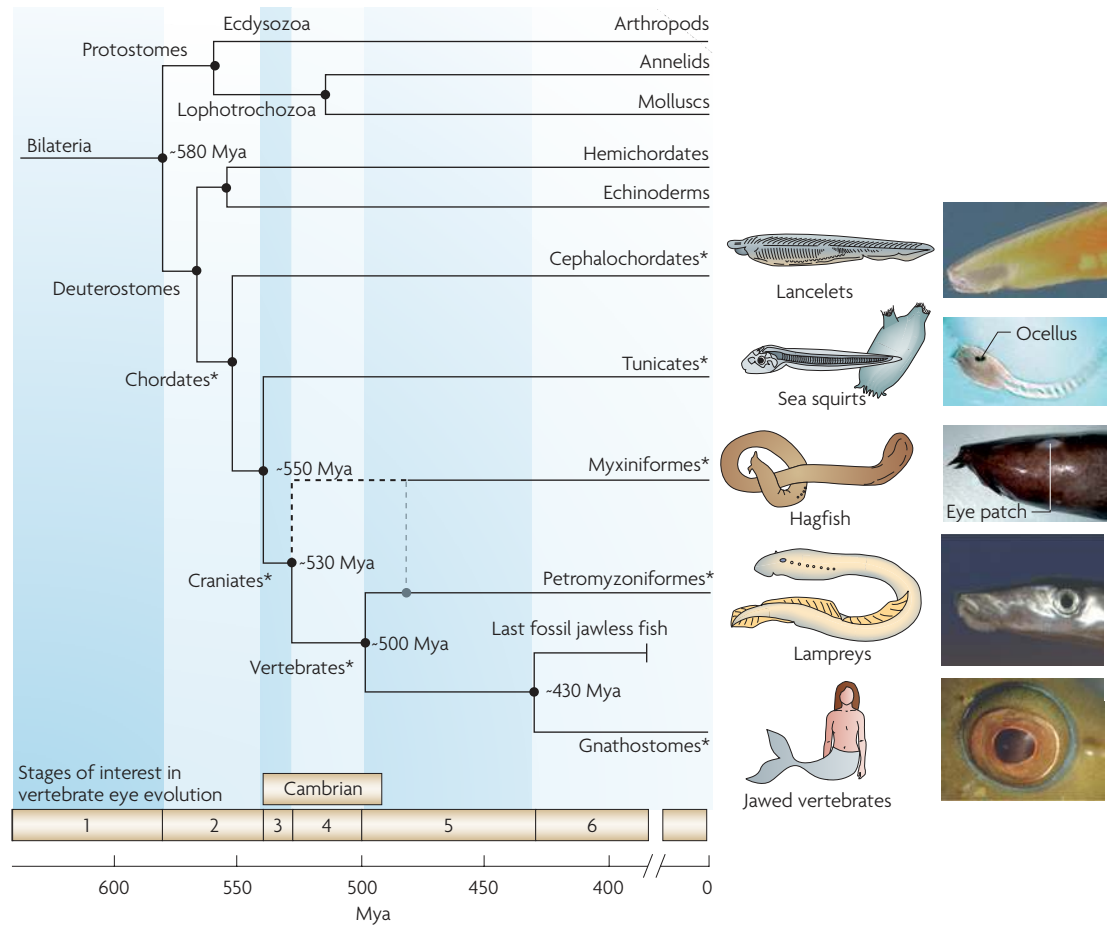 Ecdysozoa
Arthropods
Protostomes
Annelids
Lophotrochozoa
Molluscs
Bilateria
~580 Mya
Hemichordates
Echinoderms
Deuterostomes
Cephalochordates*
Lancelets
Chordates*
Tunicates*
Ocellus
Sea squirts
~550 Mya
Myxiniformes*
Hagfish
Eye patch
~530 Mya
Craniates*
Petromyzoniformes*
Lampreys
Last fossil jawless fish
~500 Mya
Vertebrates*
~430 Mya
Gnathostomes*
Jawed vertebrates
Stages of interest in
vertebrate eye evolution
Cambrian
1 2 3 4 5 6
600 550 500 450 400 0
Mya